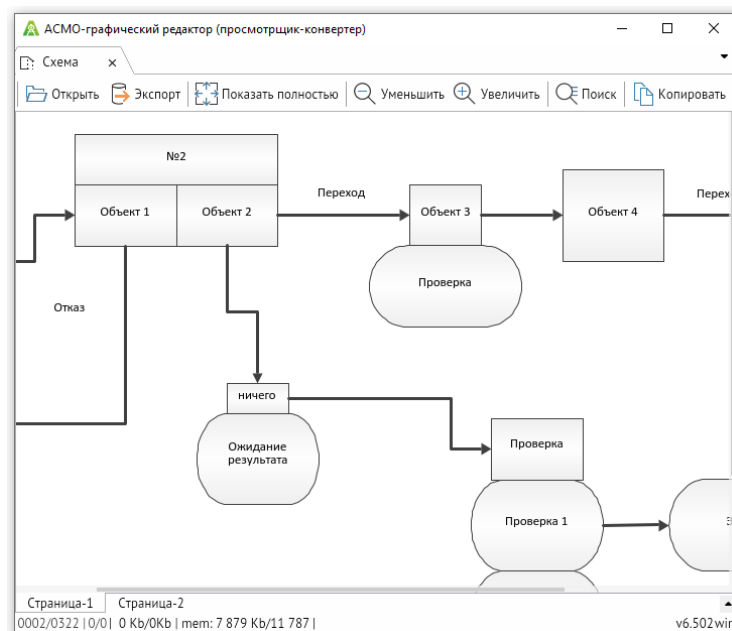 АСМО-графический редактор (просмотрщик-конвертер)
Схема
Открыть Экспорт Показать полностью Уменьшить Увеличить Поиск Копировать
№2
Объект 1 Объект 2
Переход
Объект 3
Объект 4
Проверка
Отказ
ничего
Ожидание
результата
Проверка
Проверка 1
Страница-1 Страница-2
0002/0322 | 0/0 | 0 Kb/0Kb | mem: 7 879 Kb/11 787 |
v6.502win